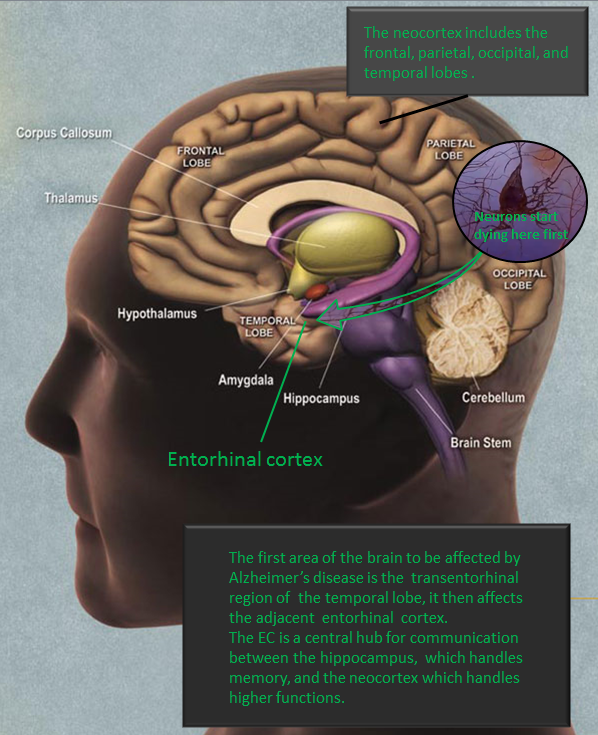 The neocortex includes the
frontal, parietal, occipital, and
temporal lobes .
Corpus Callosum
FRONTAL
LOBE
PARIETAL
LOBE
Thalamus
Neurons start
dying here first
OCCIPITAL
LOBE
Hypothalamus
TEMPORAL
LOBE
Amygdala
Hippocampus
Cerebellum
Brain Stem
Entorhinal cortex
The first area of the brain to be affected by
Alzheimer’s disease is the transentorhinal
region of the temporal lobe, it then affects
the adjacent entorhinal cortex.
The EC is a central hub for communication
between the hippocampus, which handles
memory, and the neocortex which handles
higher functions.